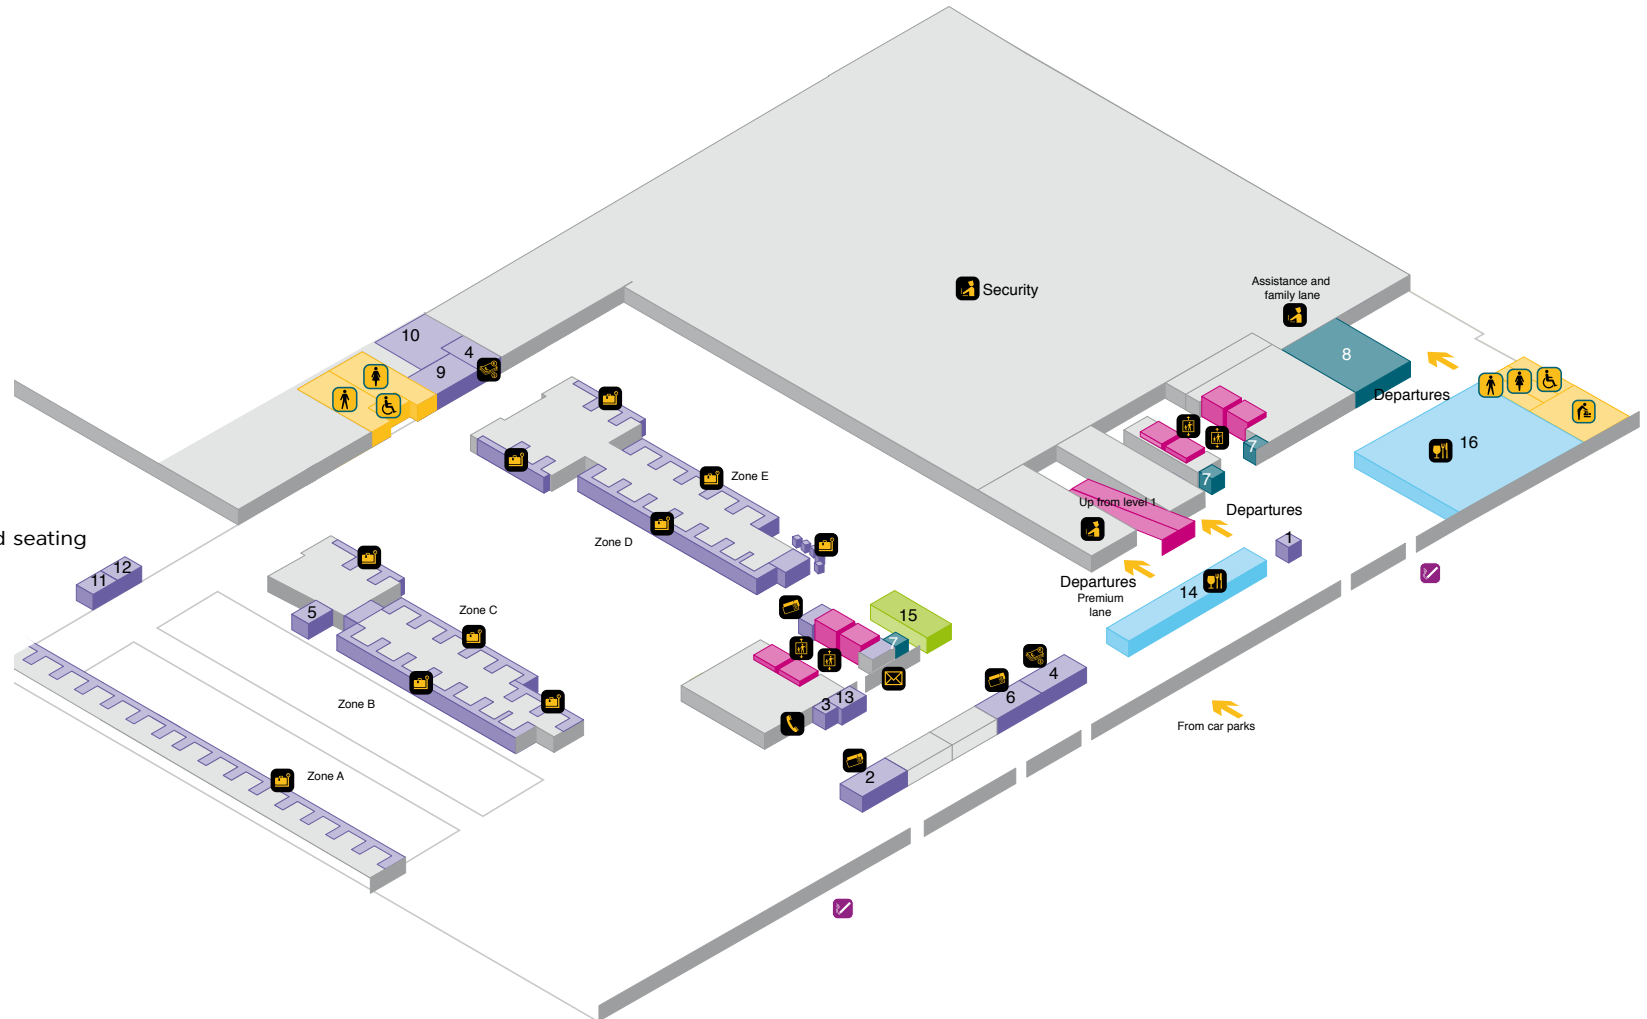 Security
Assistance and
family lane
10
4
9
8
Departures
16
7
7
Zone E
Up from level 1
Departures
Zone D
d seating
1
12
11
Departures
Premium
lane
14
5
Zone C
15
7
4
6
3
13
Zone B
From car parks
Zone A
2